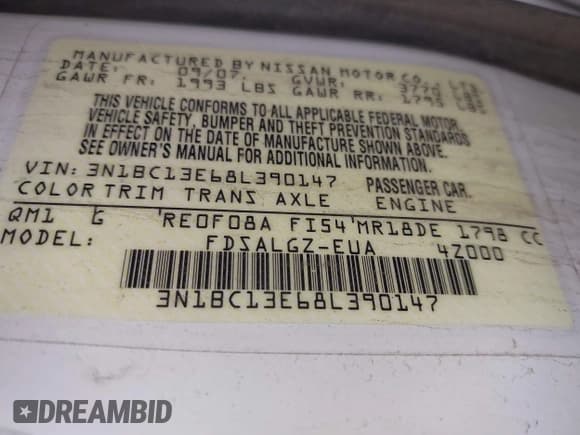 MANUFACTURED BY NISSAN MOTOR CO., LTD.
DATE: 09/07. GVWR: 3770
GAWR FR: 1993 LBS GAWR RR: 1795 LBS
THIS VEHICLE CONFORMS TO ALL APPLICABLE FEDERAL MOTOR
VEHICLE SAFETY, BUMPER AND THEFT PREVENTION STANDARDS
IN EFFECT ON THE DATE OF MANUFACTURE SHOWN ABOVE.
SEE OWNER'S MANUAL FOR ADDITIONAL INFORMATION.
VIN: 3N1BC13E68L390147 PASSENGER CAR.
COLOR TRIM TRANS AXLE ENGINE
QM1 G 'RE0F08A FI54'MR18DE 1798 CC
MODEL: FDSALGZ-EUA 4Z000
3N1BC13E68L390147
DREAMBID